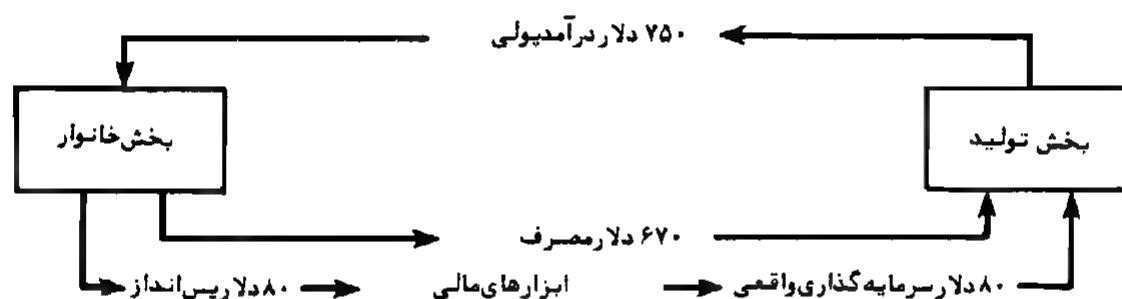 ۷۵۰ دلار درآمد پولی
بخش تولید
بخش خانوار
۶۷۰ دلار مصرف
۸۰ دلار سرمایه گذاری واقعی
ابزارهای مالی
۸۰ دلار پس انداز